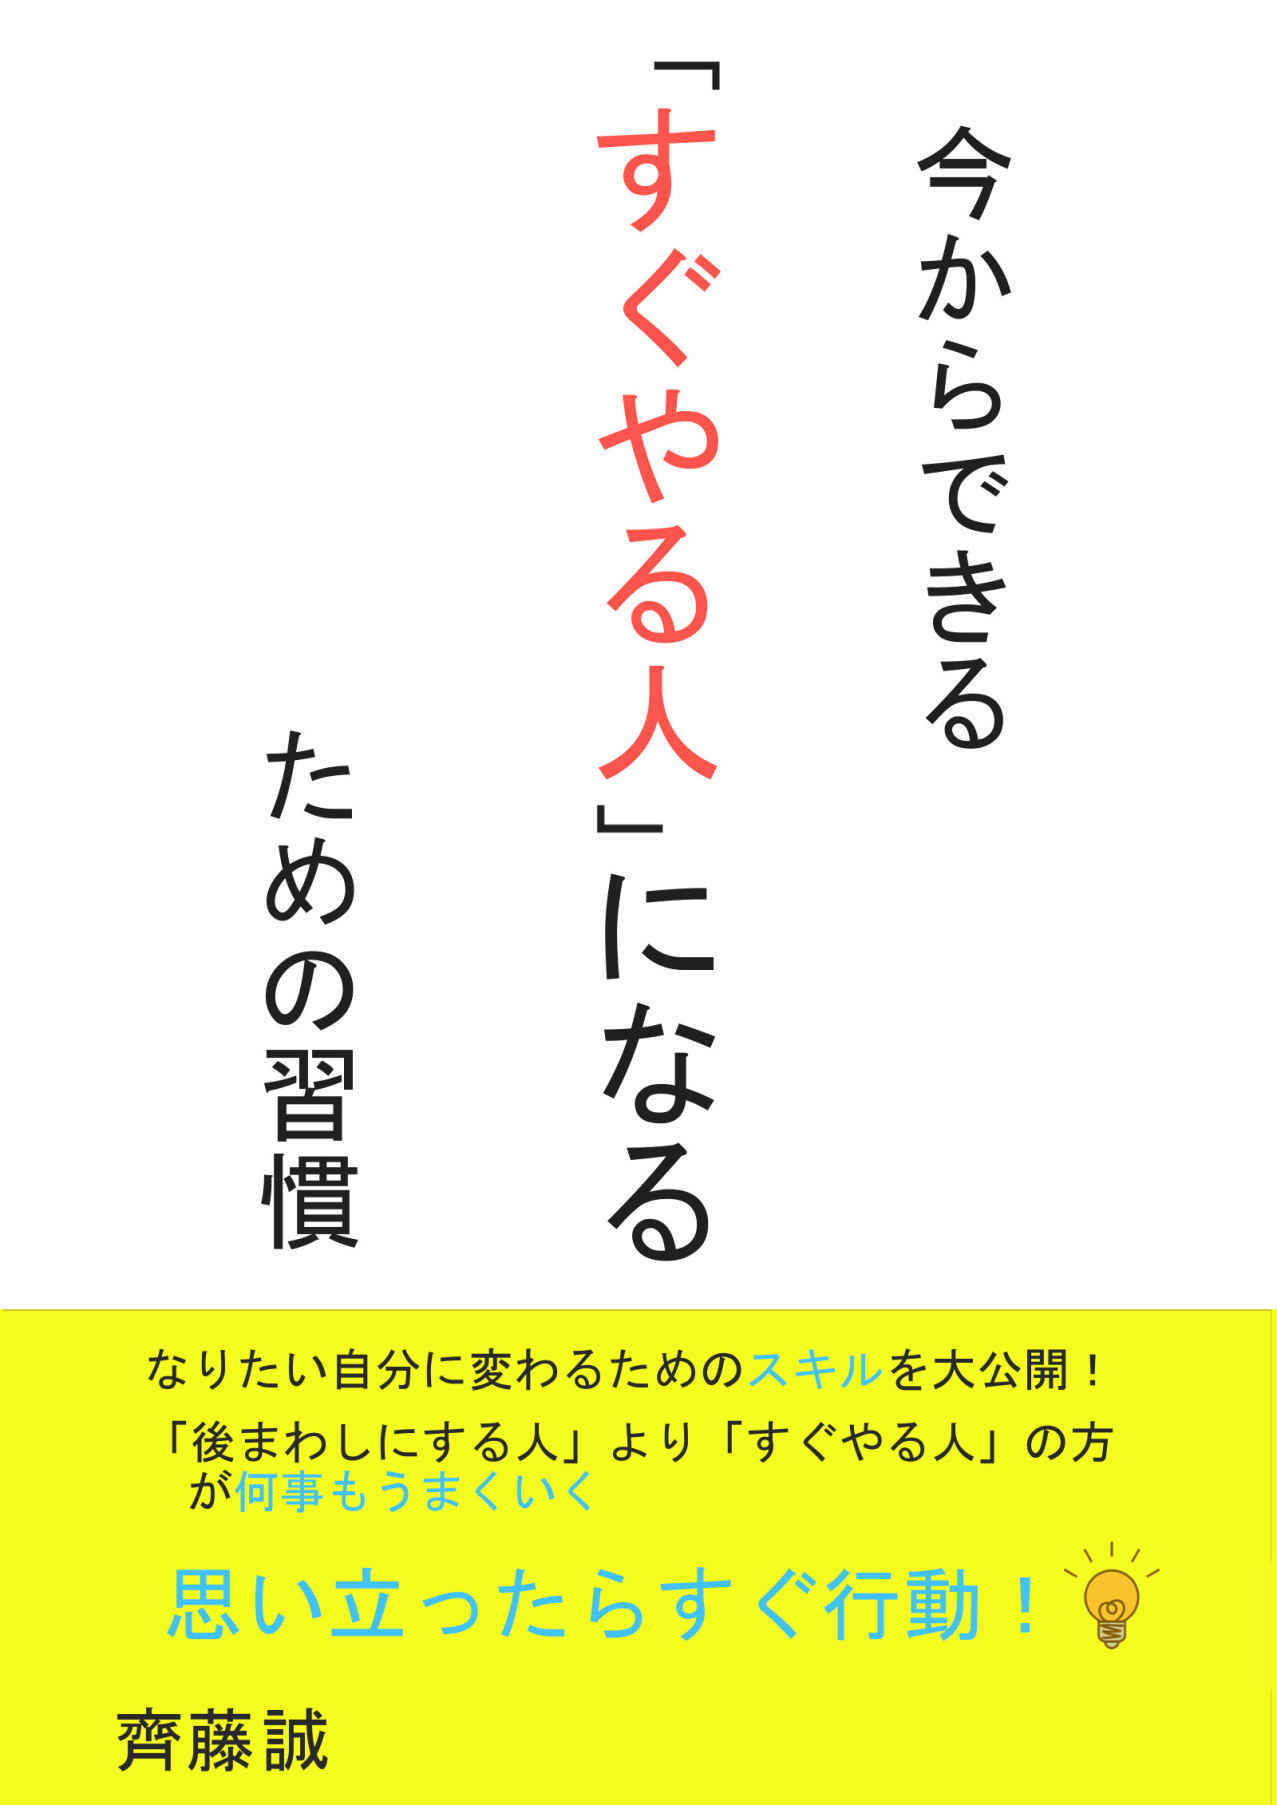 今からできる
「すぐやる人」になる
ための習慣
なりたい自分に変わるためのスキルを大公開！
「後まわしにする人」より「すぐやる人」の方
が何事もうまくいく
思い立ったらすぐ行動！
齊藤誠